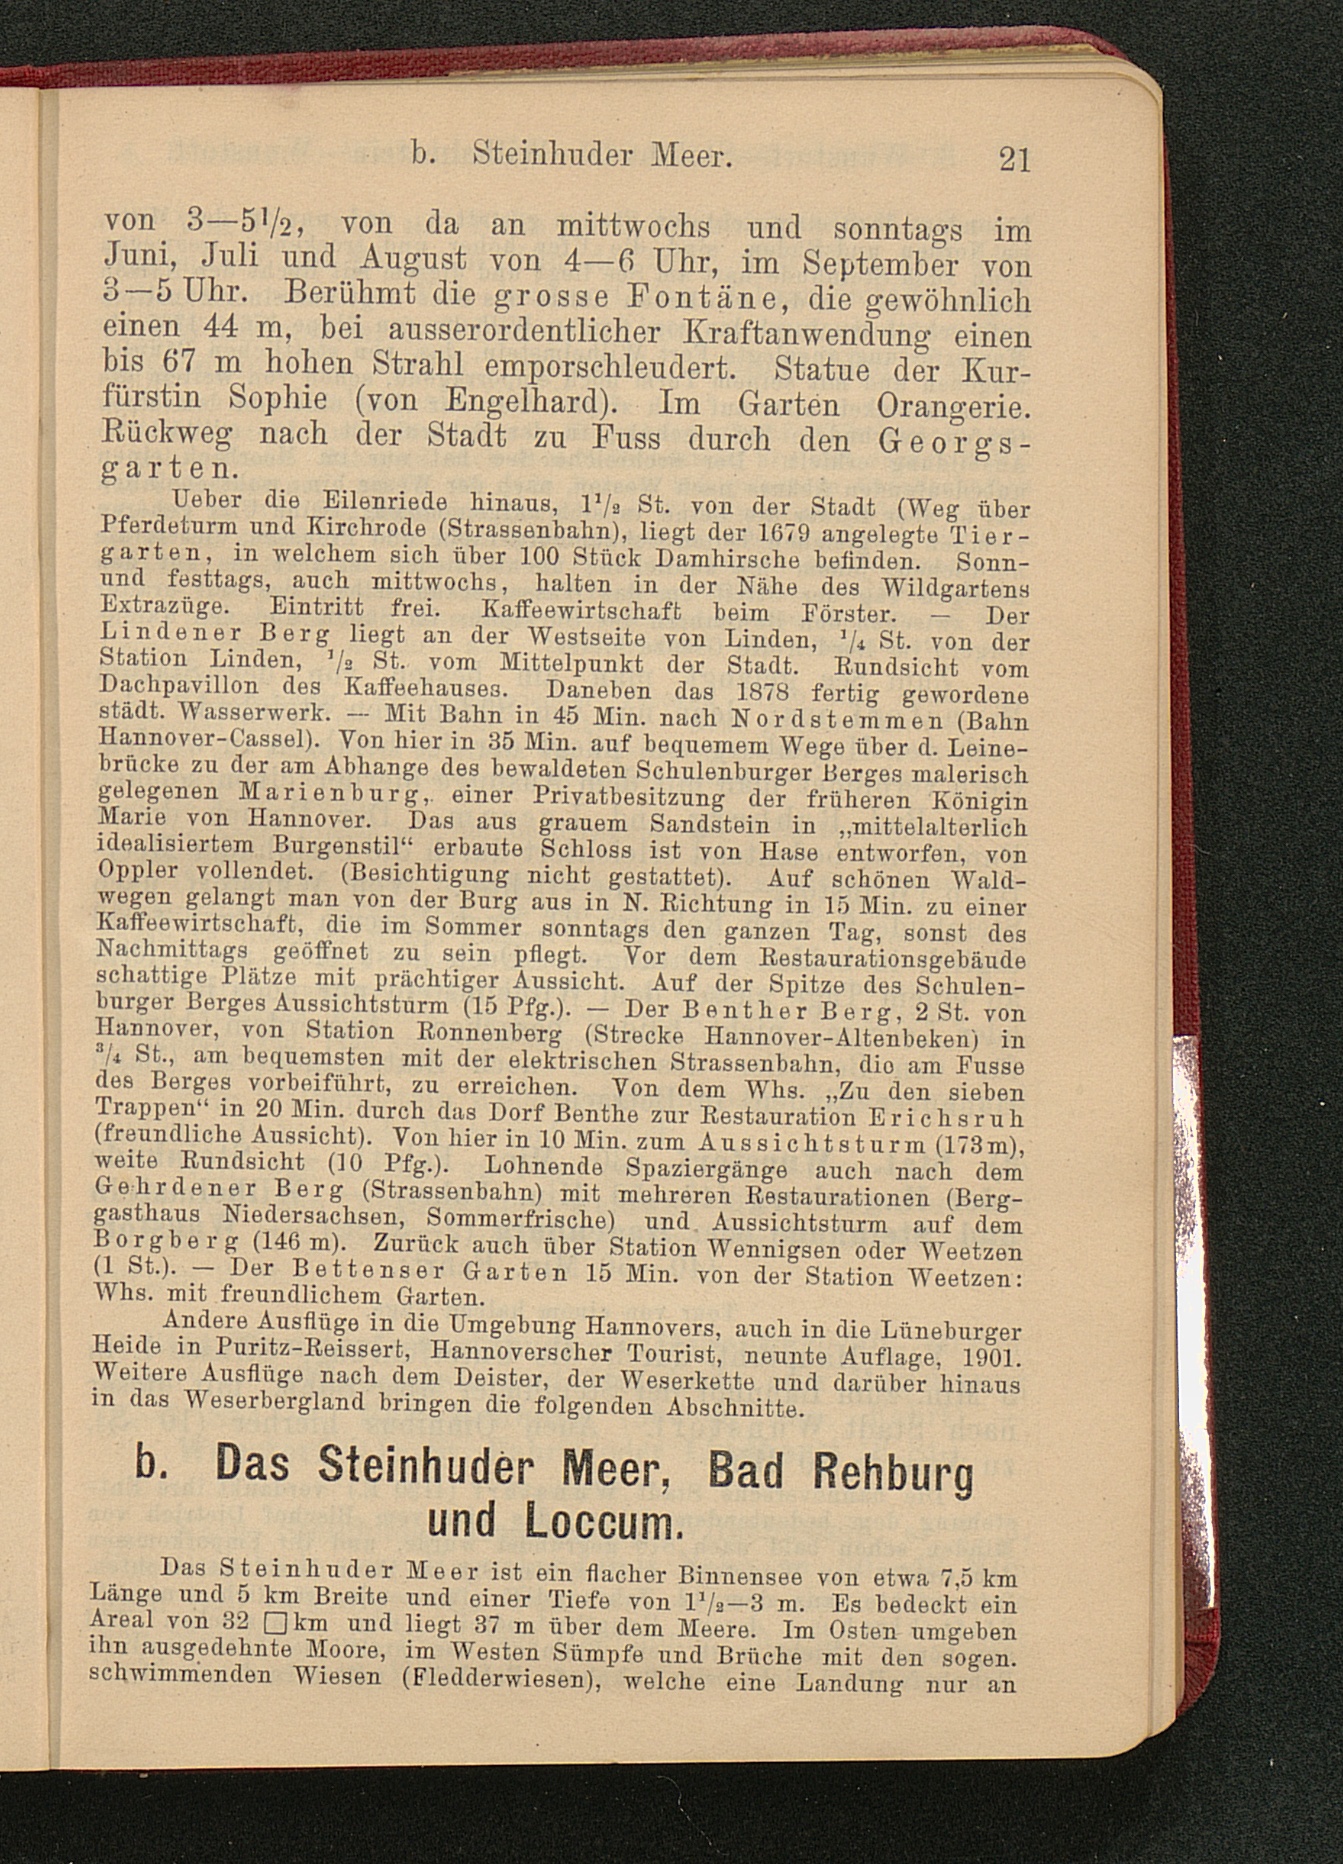 b. Steinhuder Meer. 21
von 3—5½, von da an mittwochs und sonntags im
Juni, Juli und August von 4—6 Uhr, im September von
3—5 Uhr. Berühmt die grosse Fontäne, die gewöhnlich
einen 44 m, bei ausserordentlicher Kraftanwendung einen
bis 67 m hohen Strahl emporschleudert. Statue der Kur-
fürstin Sophie (von Engelhard). Im Garten Orangerie.
Rückweg nach der Stadt zu Fuss durch den Georgs-
garten.
Ueber die Eilenriede hinaus, 1½ St. von der Stadt (Weg über
Pferdeturm und Kirchrode (Strassenbahn), liegt der 1679 angelegte Tier-
garten, in welchem sich über 100 Stück Damhirsche befinden. Sonn-
und festtags, auch mittwochs, halten in der Nähe des Wildgartens
Extrazüge. Eintritt frei. Kaffeewirtschaft beim Förster. — Der
Lindener Berg liegt an der Westseite von Linden, ¼ St. von der
Station Linden, ½ St. vom Mittelpunkt der Stadt. Rundsicht vom
Dachpavillon des Kaffeehauses. Daneben das 1878 fertig gewordene
städt. Wasserwerk. — Mit Bahn in 45 Min. nach Nordstemmen (Bahn
Hannover-Cassel). Von hier in 35 Min. auf bequemem Wege über d. Leine-
brücke zu der am Abhange des bewaldeten Schulenburger Berges malerisch
gelegenen Marienburg, einer Privatbesitzung der früheren Königin
Marie von Hannover. Das aus grauem Sandstein in „mittelalterlich
idealisiertem Burgenstil“ erbaute Schloss ist von Hase entworfen, von
Oppler vollendet. (Besichtigung nicht gestattet). Auf schönen Wald-
wegen gelangt man von der Burg aus in N. Richtung in 15 Min. zu einer
Kaffeewirtschaft, die im Sommer sonntags den ganzen Tag, sonst des
Nachmittags geöffnet zu sein pflegt. Vor dem Restaurationsgebäude
schattige Plätze mit prächtiger Aussicht. Auf der Spitze des Schulen-
burger Berges Aussichtsturm (15 Pfg.). — Der Benther Berg, 2 St. von
Hannover, von Station Ronnenberg (Strecke Hannover-Altenbeken) in
¾ St., am bequemsten mit der elektrischen Strassenbahn, die am Fusse
des Berges vorbeiführt, zu erreichen. Von dem Whs. „Zu den sieben
Trappen“ in 20 Min. durch das Dorf Benthe zur Restauration Erichsruh
(freundliche Aussicht). Von hier in 10 Min. zum Aussichtsturm (173 m),
weite Rundsicht (10 Pfg.). Lohnende Spaziergänge auch nach dem
Gehrdener Berg (Strassenbahn) mit mehreren Restaurationen (Berg-
gasthaus Niedersachsen, Sommerfrische) und Aussichtsturm auf dem
Borgberg (146 m). Zurück auch über Station Wennigsen oder Weetzen
(1 St.). — Der Bettenser Garten 15 Min. von der Station Weetzen:
Whs. mit freundlichem Garten.
Andere Ausflüge in die Umgebung Hannovers, auch in die Lüneburger
Heide in Puritz-Reissert, Hannoverscher Tourist, neunte Auflage, 1901.
Weitere Ausflüge nach dem Deister, der Weserkette und darüber hinaus
in das Weserbergland bringen die folgenden Abschnitte.
b. Das Steinhuder Meer, Bad Rehburg
und Loccum.
Das Steinhuder Meer ist ein flacher Binnensee von etwa 7,5 km
Länge und 5 km Breite und einer Tiefe von 1½—3 m. Es bedeckt ein
Areal von 32 □km und liegt 37 m über dem Meere. Im Osten umgeben
ihn ausgedehnte Moore, im Westen Sümpfe und Brüche mit den sogen.
schwimmenden Wiesen (Fledderwiesen), welche eine Landung nur an